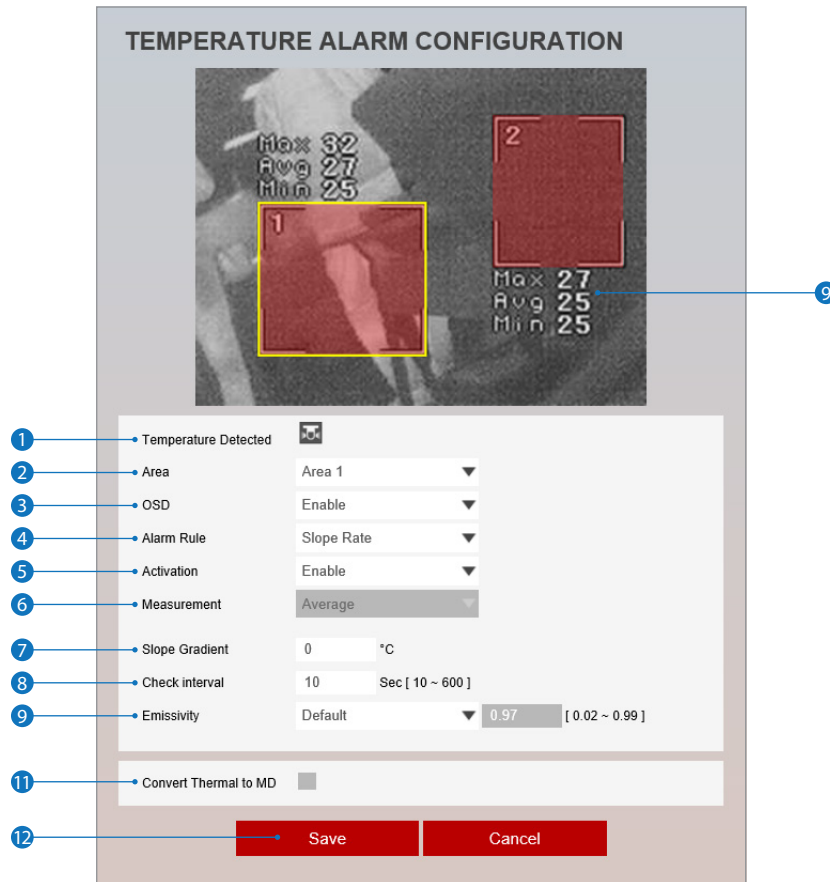 TEMPERATURE ALARM CONFIGURATION
Max 32
Avg 27
Min 25
1
2
Max 27
Avg 25
Min 25
9
1 Temperature Detected
2 Area Area 1
3 OSD Enable
4 Alarm Rule Slope Rate
5 Activation Enable
6 Measurement Average
7 Slope Gradient 0 °C
8 Check interval 10 Sec [ 10 ~ 600 ]
9 Emissivity Default 0.97 [ 0.02 ~ 0.99 ]
11 Convert Thermal to MD
12 Save Cancel